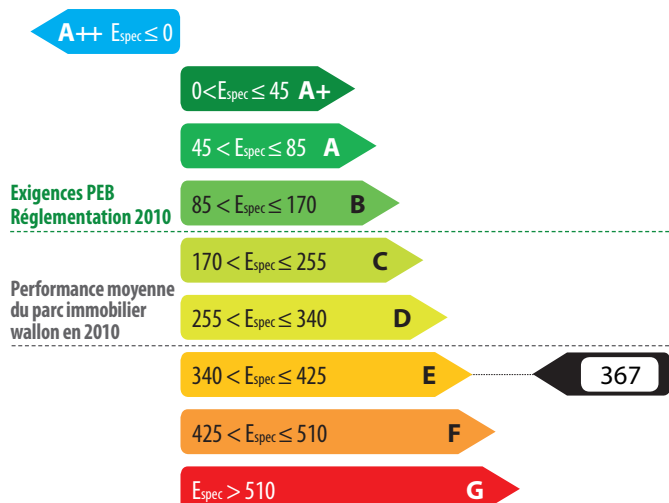 A++ Espec ≤ 0
0<Espec ≤ 45 A+
45 < Espec ≤ 85 A
Exigences PEB
Réglementation 2010
85 < Espec ≤ 170 B
170 < Espec ≤ 255 C
Performance moyenne
du parc immobilier
wallon en 2010
255 < Espec ≤ 340 D
340 < Espec ≤ 425 E
367
425 < Espec ≤ 510 F
Espec > 510 G